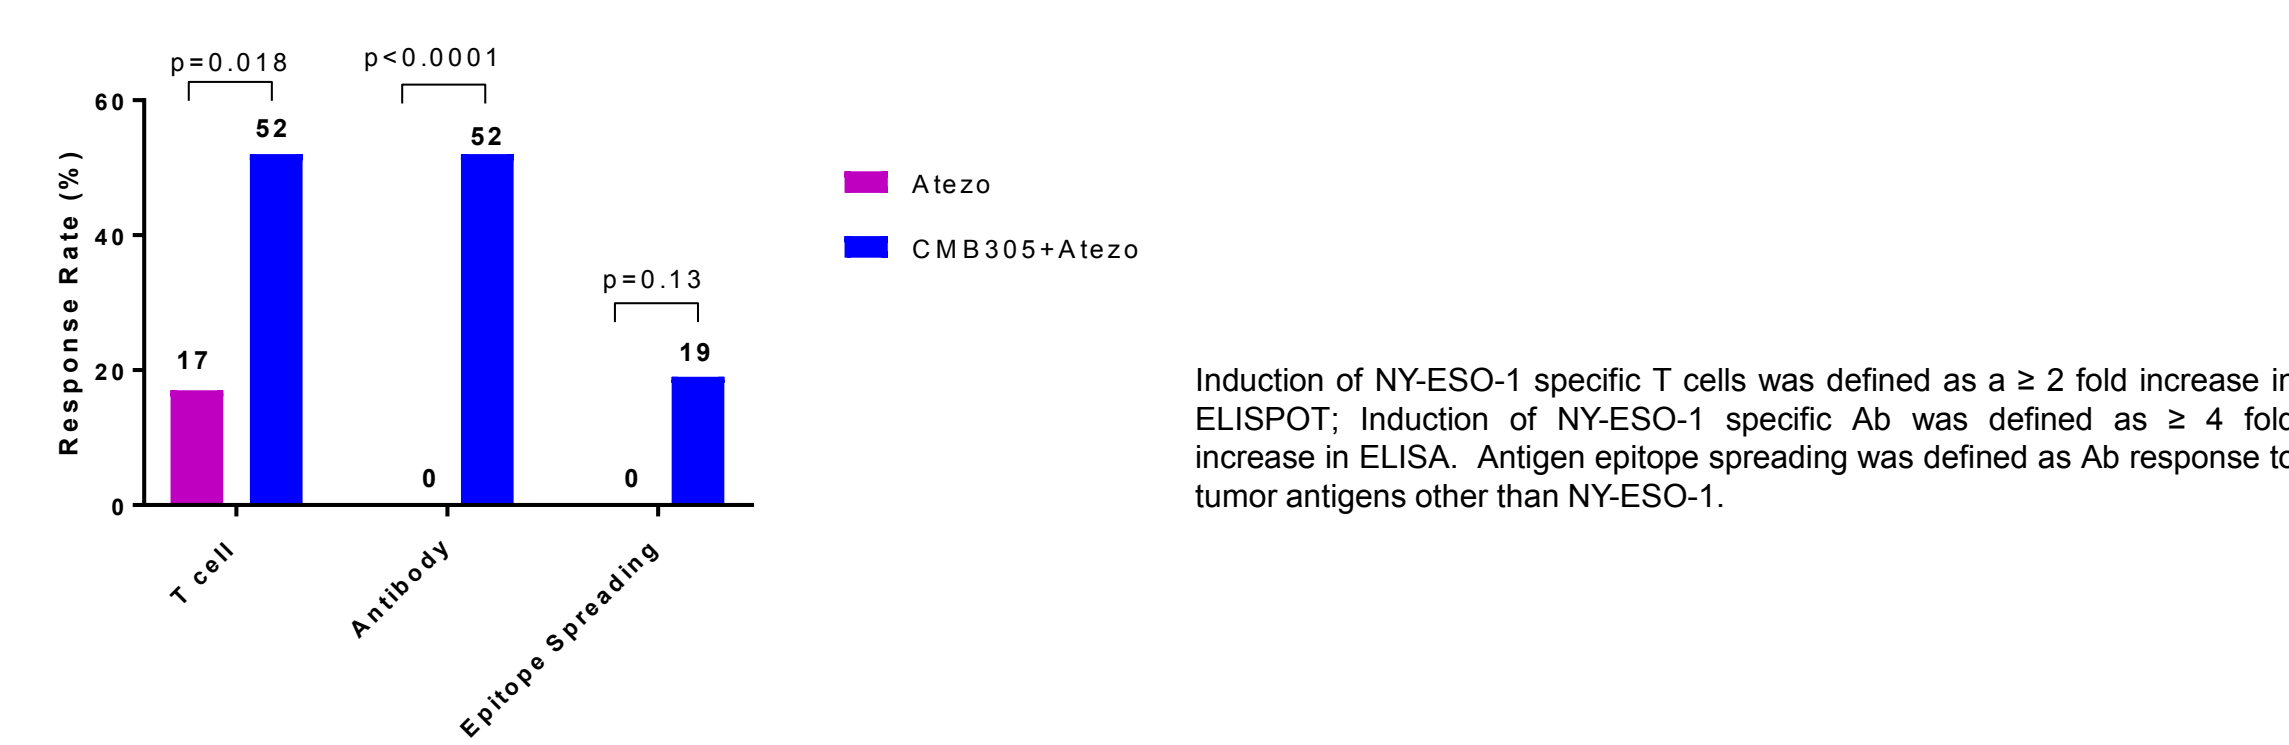 p=0.018
p<0.0001
60
52
52
Response Rate (%)
40
p=0.13
20
17
19
0
0
0
T cell
Antibody
Epitope Spreading
Atezo
CMB305+Atezo
Induction of NY-ESO-1 specific T cells was defined as a ≥ 2 fold increase in
ELISPOT; Induction of NY-ESO-1 specific Ab was defined as ≥ 4 fold
increase in ELISA. Antigen epitope spreading was defined as Ab response to
tumor antigens other than NY-ESO-1.